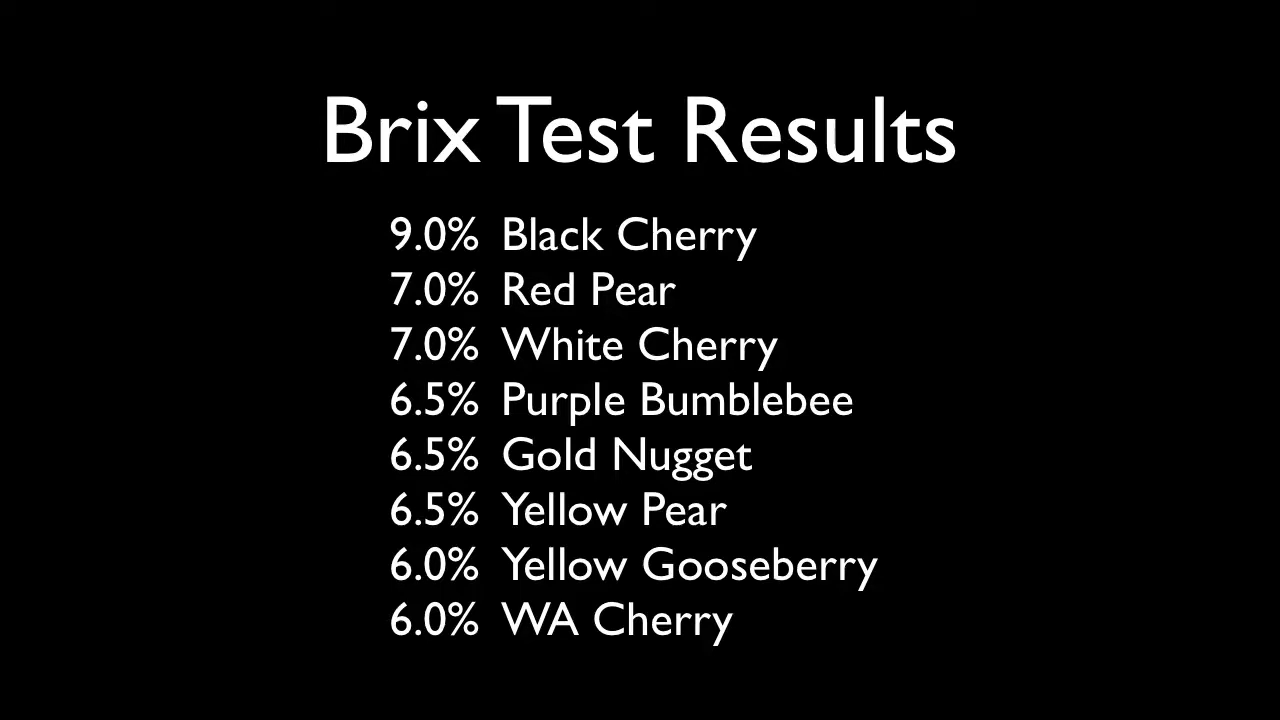 Brix Test Results
9.0% Black Cherry
7.0% Red Pear
7.0% White Cherry
6.5% Purple Bumblebee
6.5% Gold Nugget
6.5% Yellow Pear
6.0% Yellow Gooseberry
6.0% WA Cherry